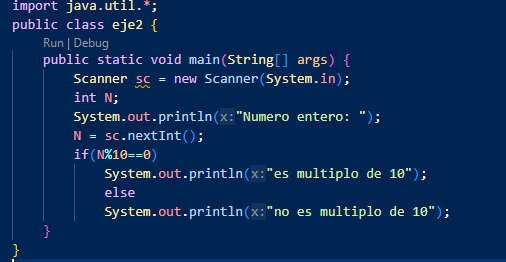 import java.util.*;
public class eje2 {
Run | Debug
public static void main(String[] args) {
Scanner sc = new Scanner(System.in);
int N;
System.out.println(x:"Numero entero: ");
N = sc.nextInt();
if(N%10==0)
System.out.println(x:"es multiplo de 10");
else
System.out.println(x:"no es multiplo de 10");
}
}